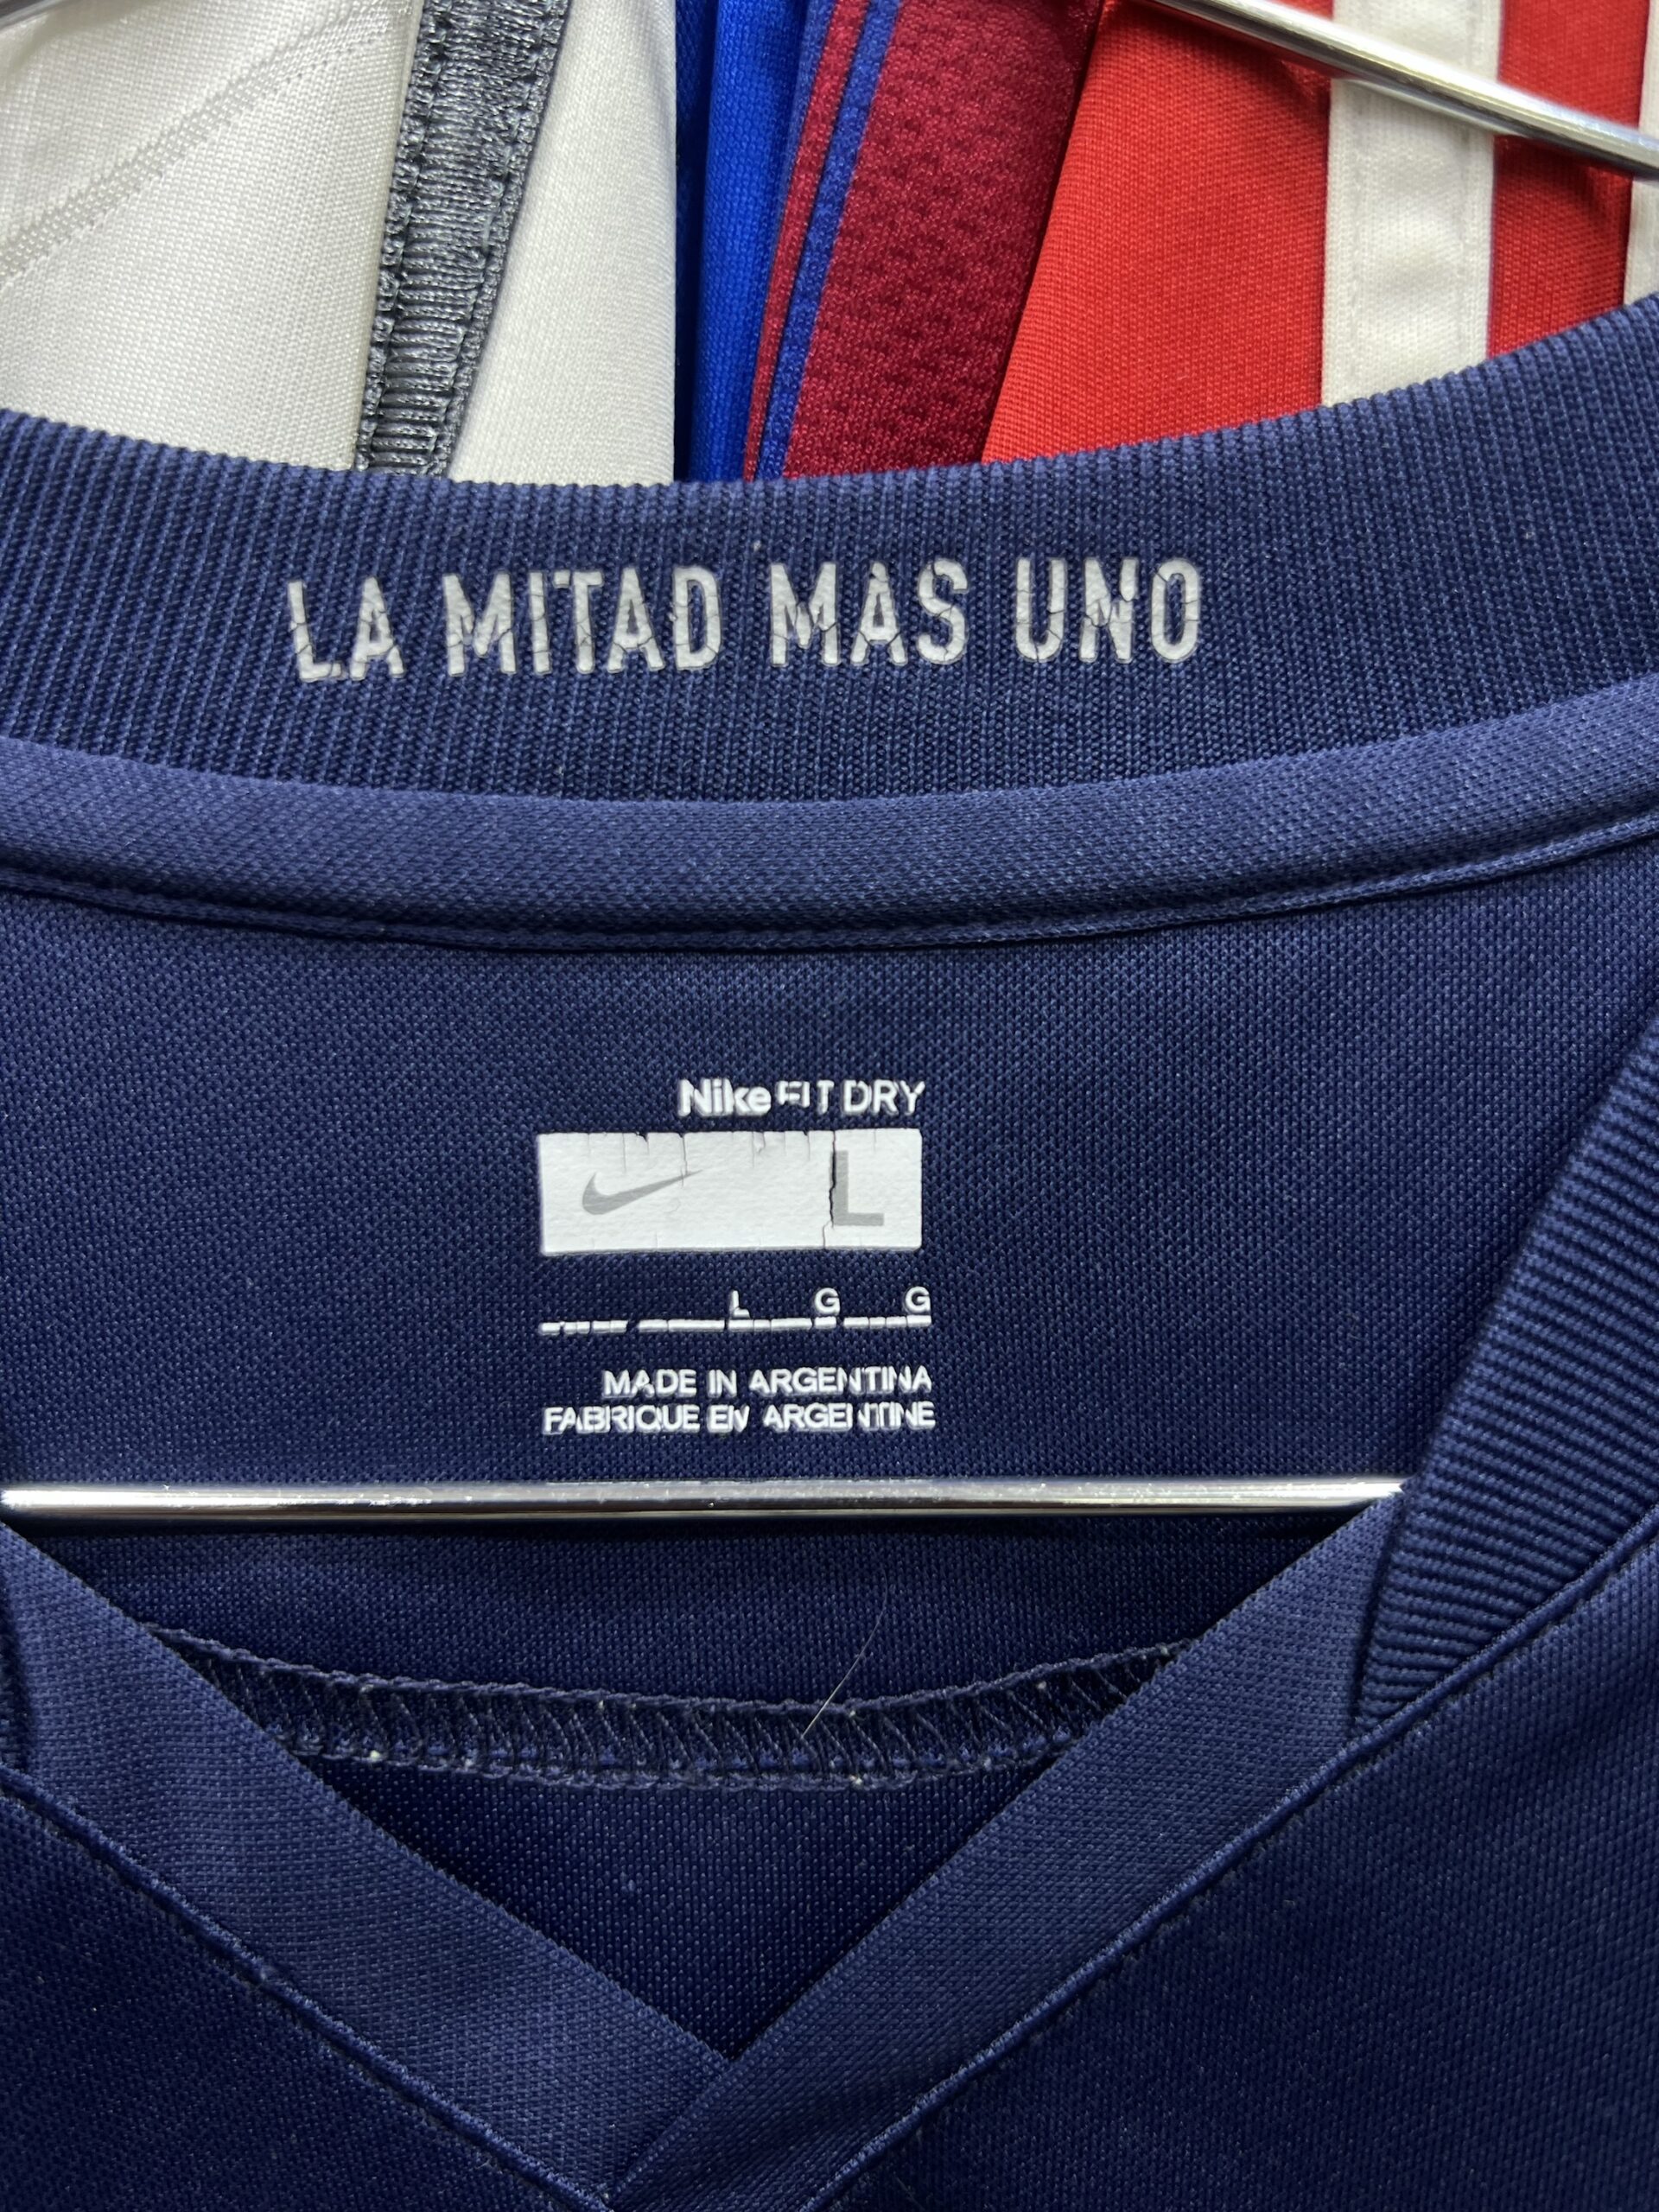 LA MITAD MAS UNO
Nike FIT DRY
L
L G G
MADE IN ARGENTINA
FABRIQUE EN ARGENTINE